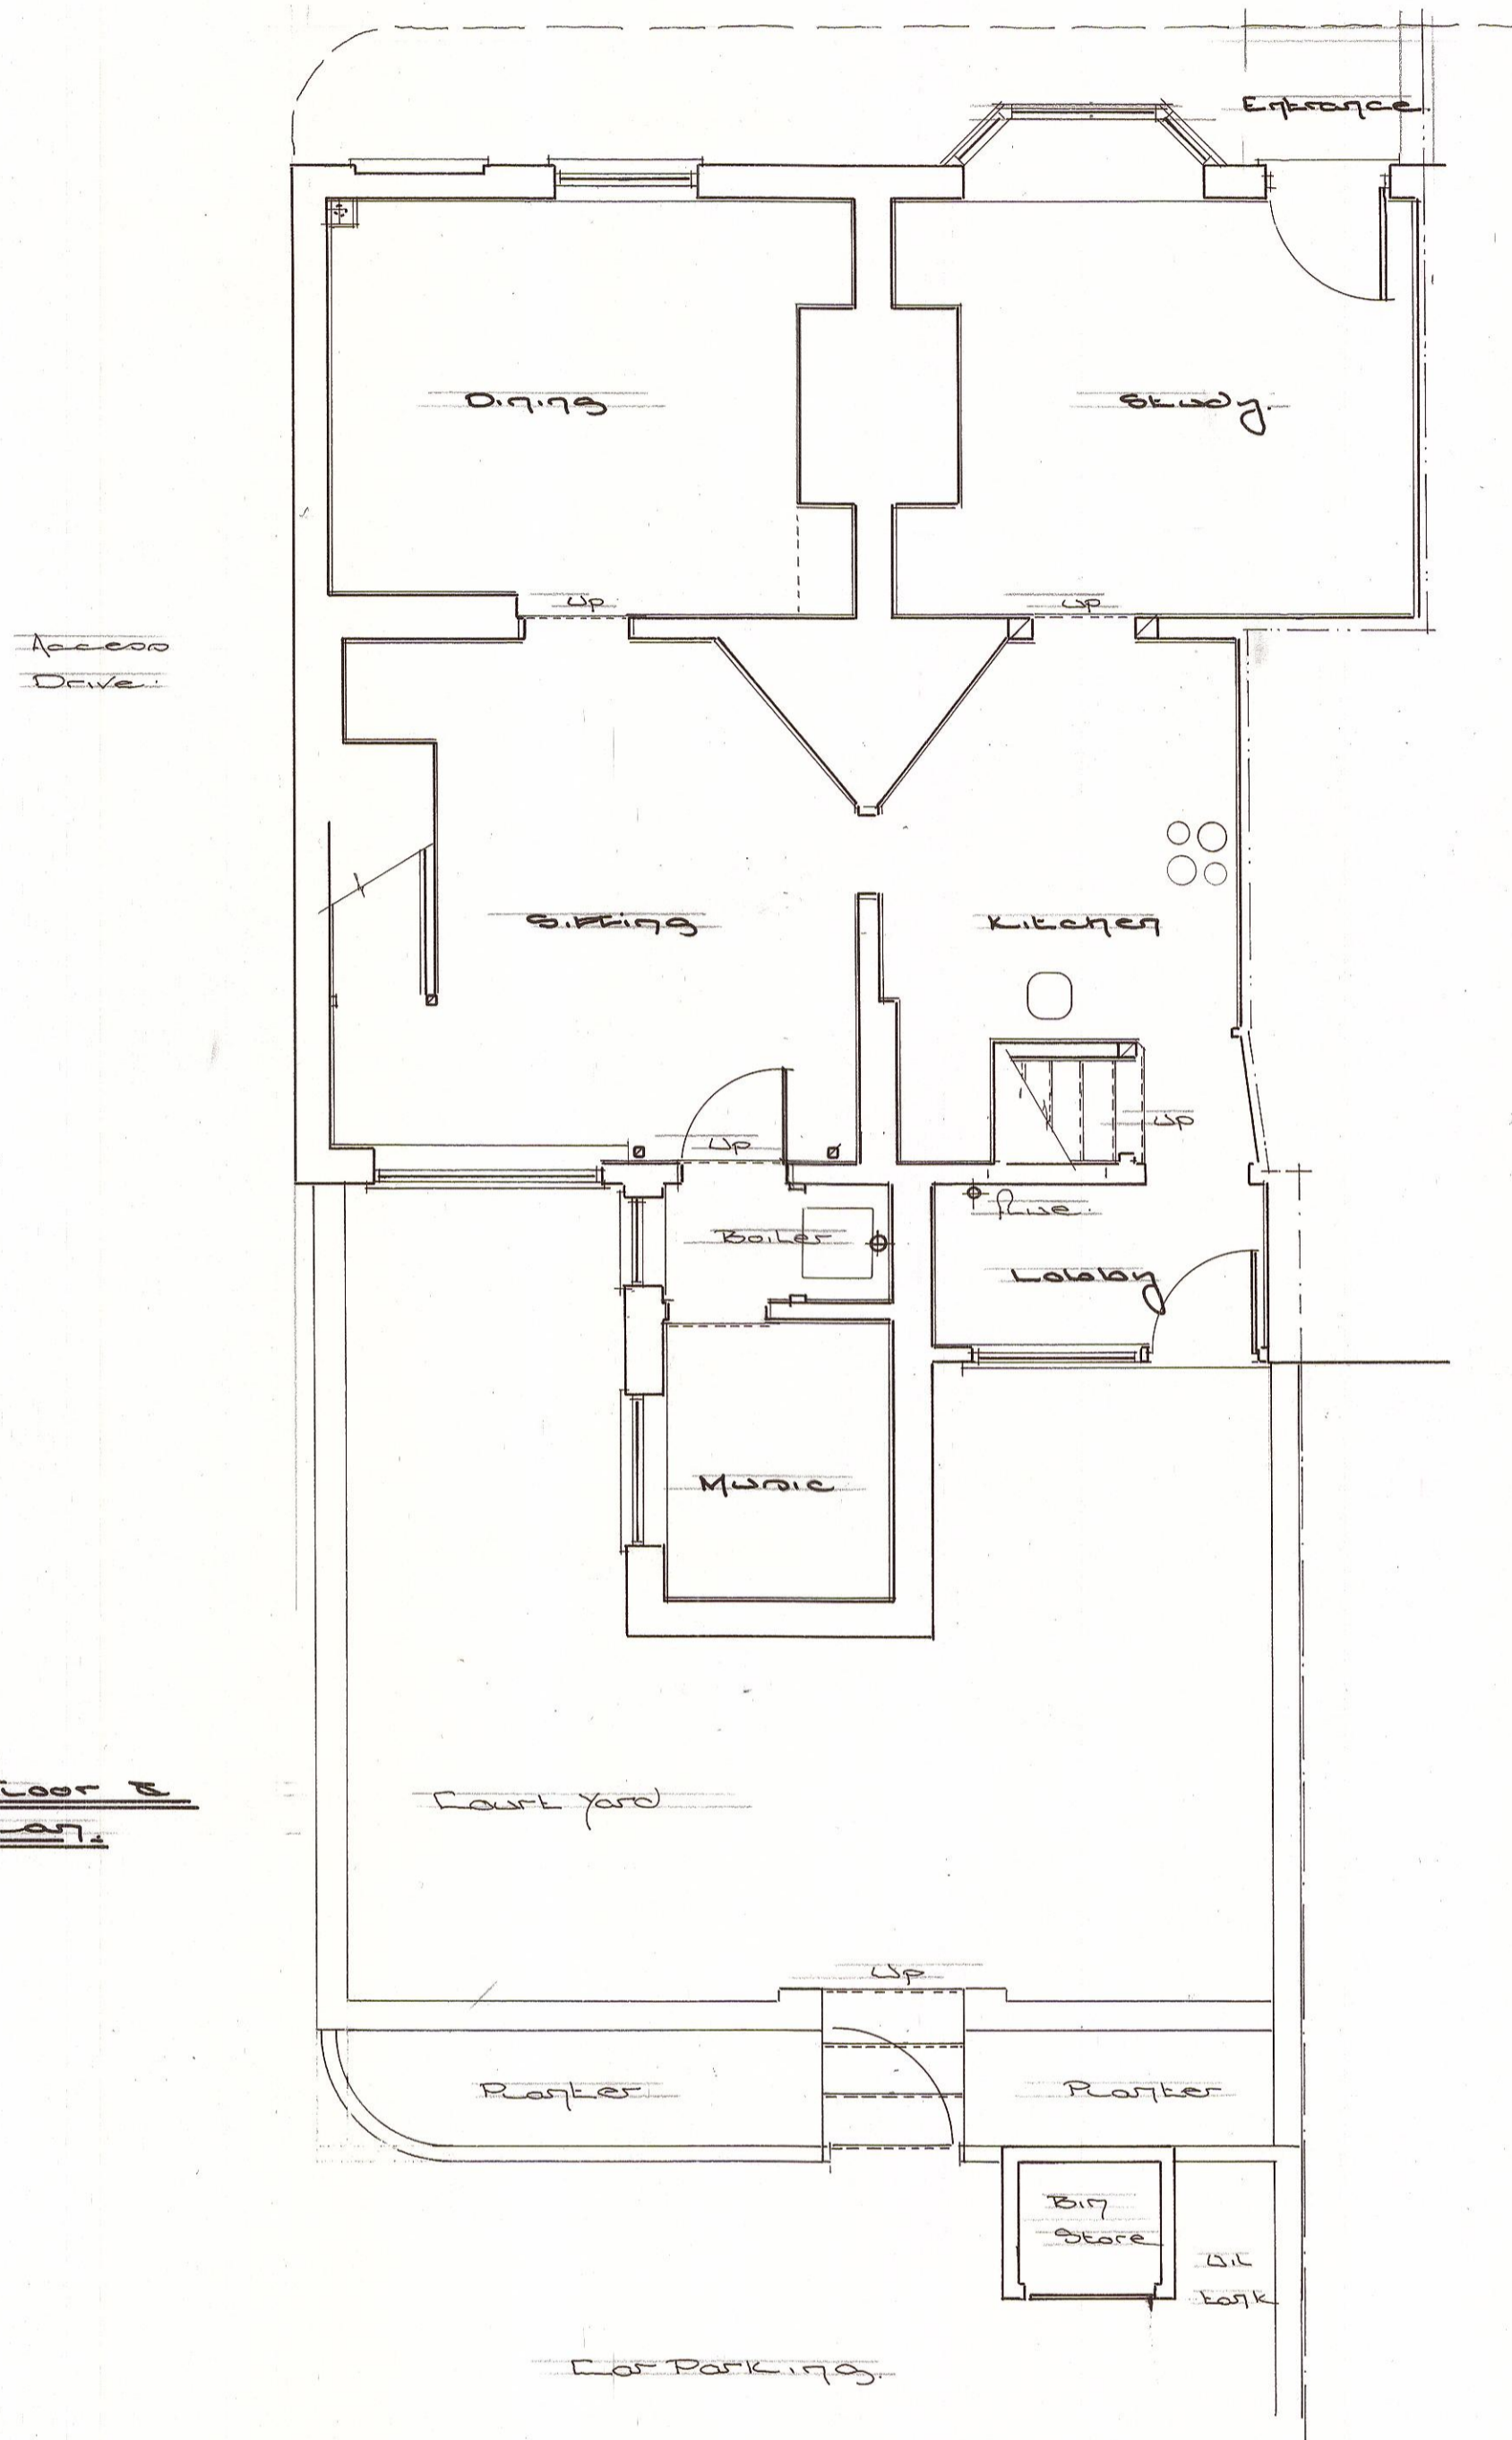 Entrance
Dining
Study.
Up
Up
Access
Drive.
Sitting
Kitchen
Up
Up
Flue.
Boiler
Lobby
Music
Court Yard
Up
Planter
Planter
Bin
Store
Oil
tank
Car Parking.